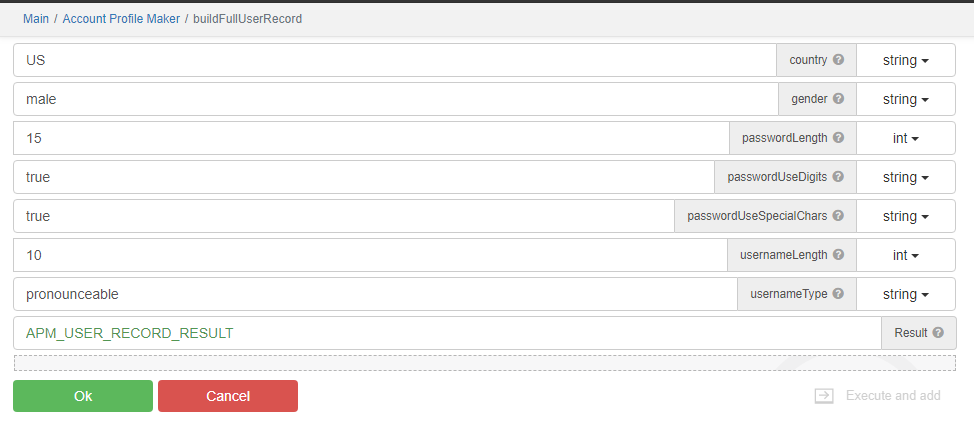 Main / Account Profile Maker / buildFullUserRecord
US country ? string
male gender ? string
15 passwordLength ? int
true passwordUseDigits ? string
true passwordUseSpecialChars ? string
10 usernameLength ? int
pronounceable usernameType ? string
APM_USER_RECORD_RESULT Result ?
Ok Cancel Execute and add